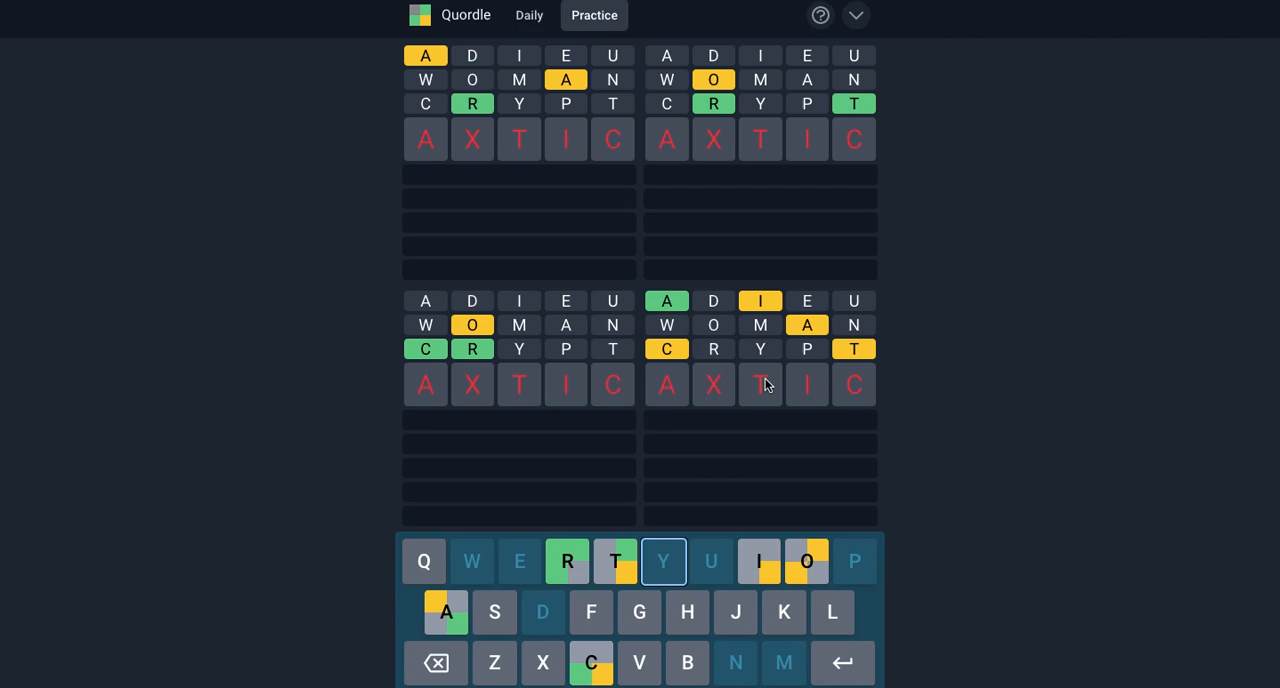 Quordle Daily Practice ?
A D I E U A D I E U
W O M A N W O M A N
C R Y P T C R Y P T
A X T I C A X T I C
A D I E U A D I E U
W O M A N W O M A N
C R Y P T C R Y P T
A X T I C A X T I C
Q W E R T Y U I O P
A S D F G H J K L
Z X C V B N M